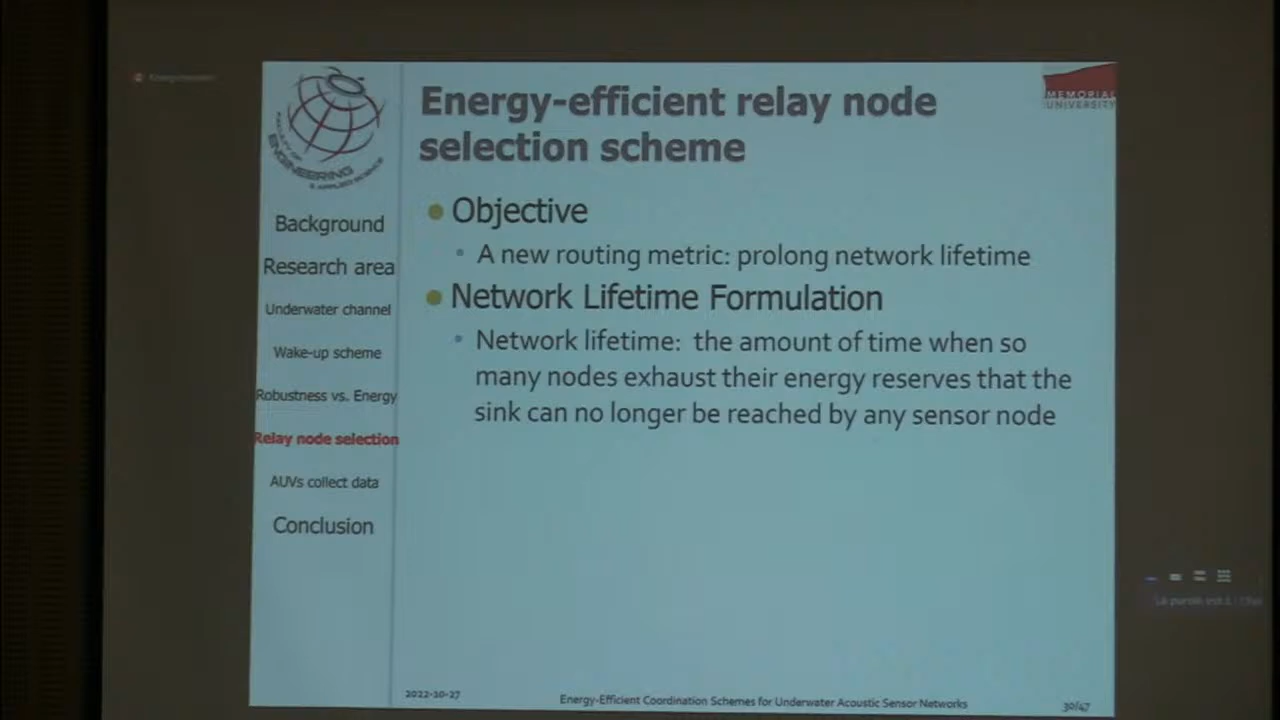 Energy-efficient relay node
selection scheme
MEMORIAL
UNIVERSITY
FACULTY OF
ENGINEERING
& APPLIED SCIENCE
Background
Research area
Underwater channel
Wake-up scheme
Robustness vs. Energy
Relay node selection
AUVs collect data
Conclusion
Objective
A new routing metric: prolong network lifetime
Network Lifetime Formulation
Network lifetime: the amount of time when so
many nodes exhaust their energy reserves that the
sink can no longer be reached by any sensor node
2022-10-27
Energy-Efficient Coordination Schemes for Underwater Acoustic Sensor Networks
30/47